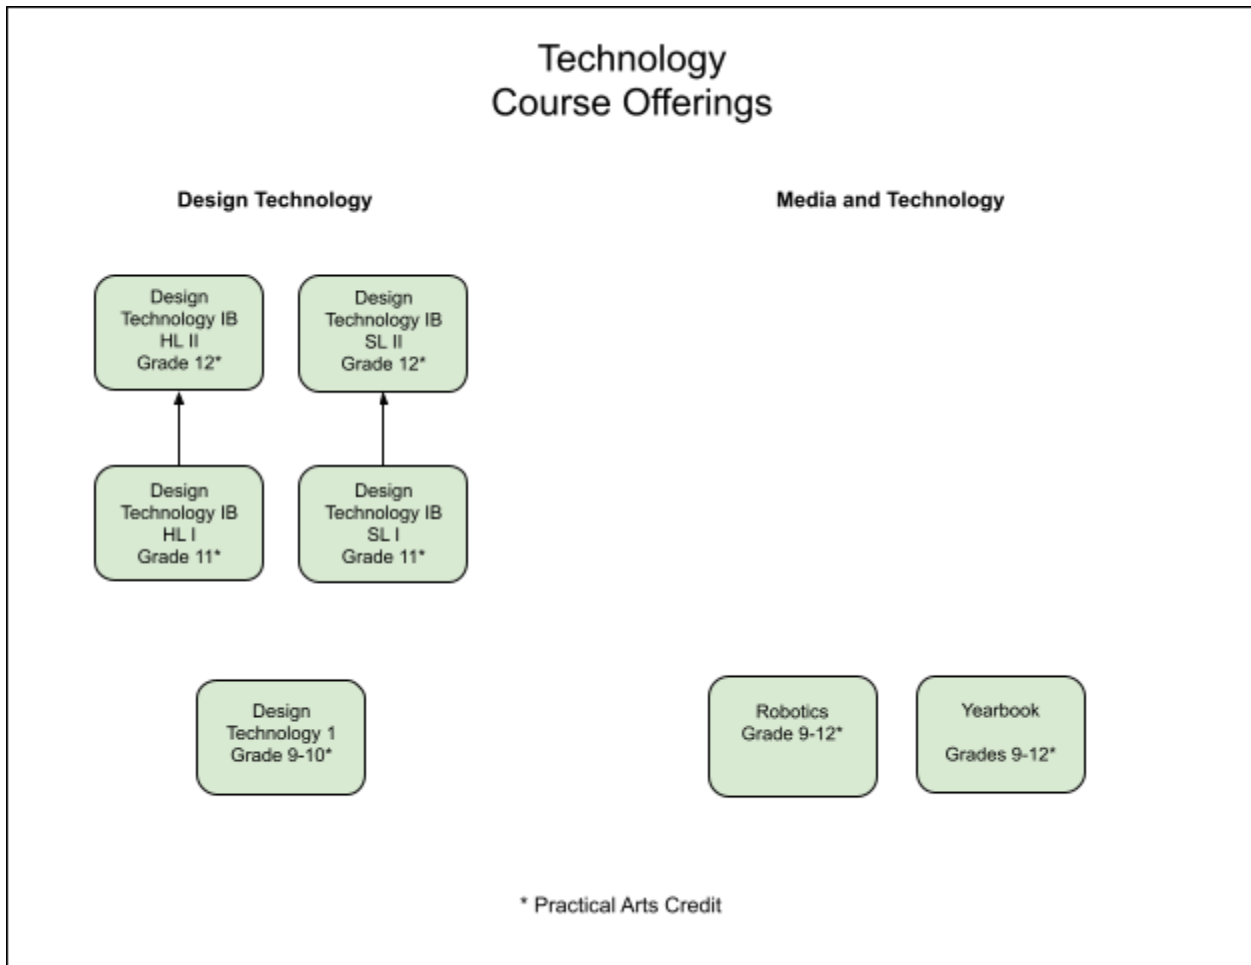 Technology
Course Offerings
Design Technology
Media and Technology
Design
Technology IB
HL II
Grade 12*
Design
Technology IB
SL II
Grade 12*
Design
Technology IB
HL I
Grade 11*
Design
Technology IB
SL I
Grade 11*
Design
Technology 1
Grade 9-10*
Robotics
Grade 9-12*
Yearbook
Grades 9-12*
* Practical Arts Credit